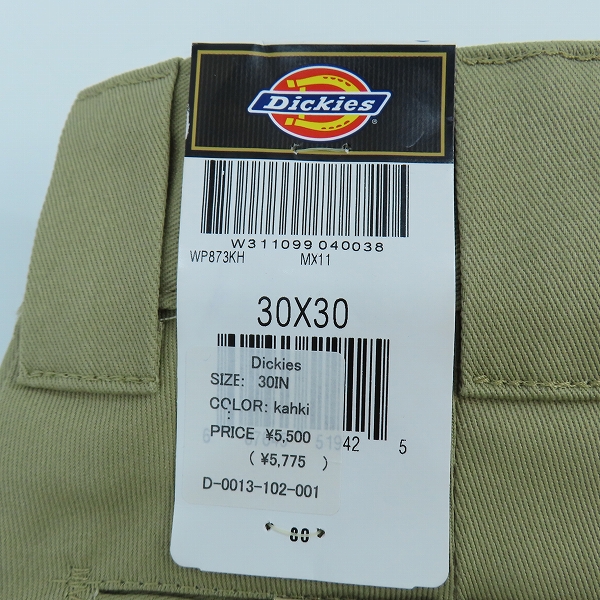 Dickies
®
W311099 040038
WP873KH MX11
30X30
Dickies
SIZE: 30IN
COLOR: kahki
PRICE ¥5,500
( ¥5,775 )
42 5
D-0013-102-001